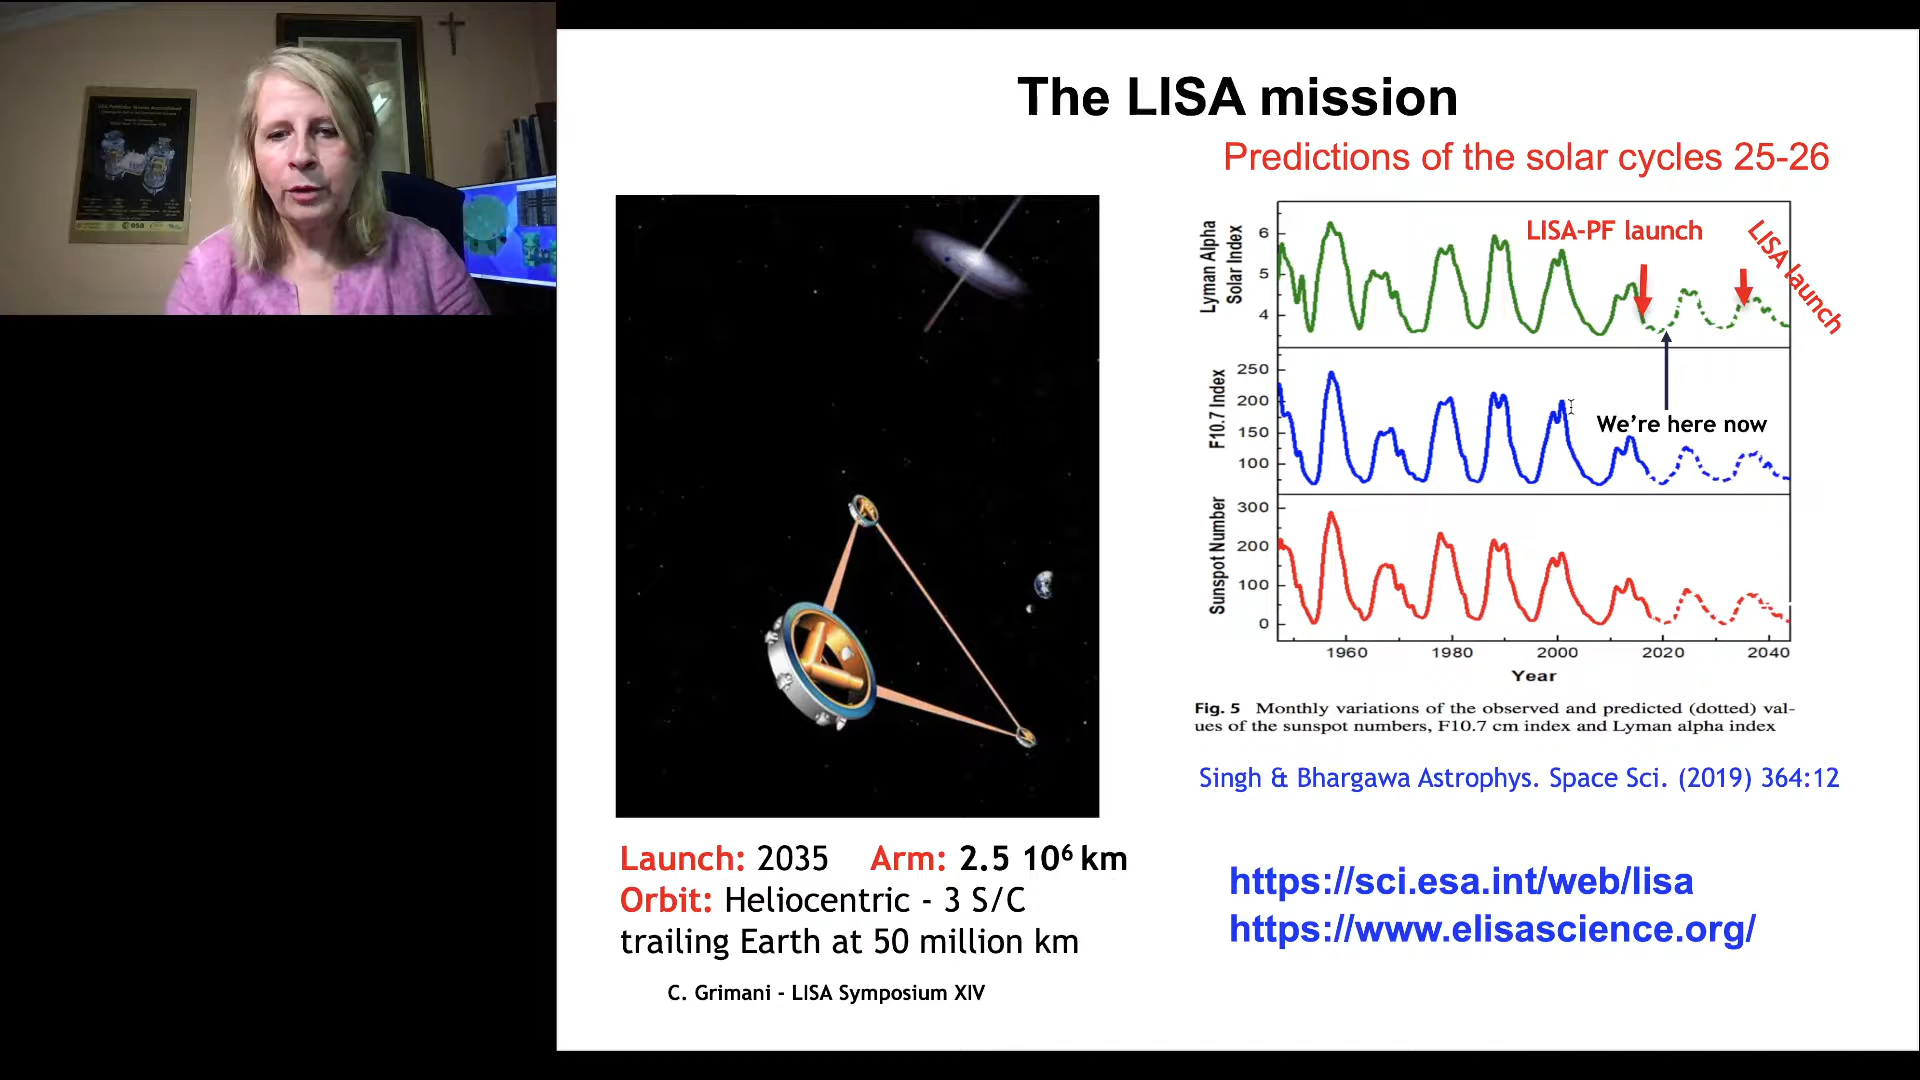 The LISA mission
Predictions of the solar cycles 25-26
Lyman Alpha
Solar Index
6
5
4
LISA-PF launch
LISA launch
F10.7 Index
250
200
150
100
We're here now
Sunspot Number
300
200
100
0
1960 1980 2000 2020 2040
Year
Fig. 5 Monthly variations of the observed and predicted (dotted) val-
ues of the sunspot numbers, F10.7 cm index and Lyman alpha index
Singh & Bhargawa Astrophys. Space Sci. (2019) 364:12
Launch: 2035 Arm: 2.5 10⁶ km
Orbit: Heliocentric - 3 S/C
trailing Earth at 50 million km
https://sci.esa.int/web/lisa
https://www.elisascience.org/
C. Grimani - LISA Symposium XIV
esa